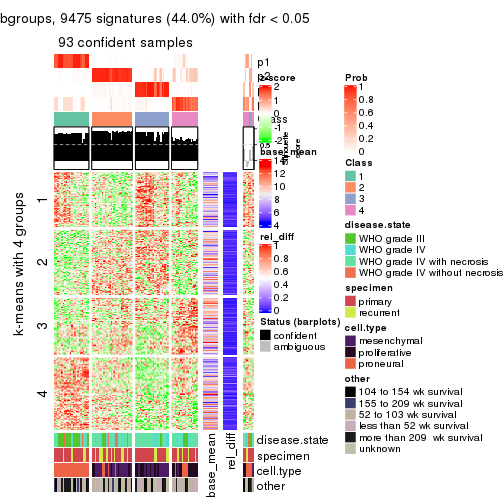 bgroups, 9475 signatures (44.0%) with fdr < 0.05
93 confident samples
p1
p2
z-score
2
1
0
-1
-2
base_mean
14
12
10
8
6
4
rel_diff
1
0.8
0.6
0.4
0.2
0
Status (barplots)
confident
ambiguous
Prob
1
0.8
0.6
0.4
0.2
0
Class
1
2
3
4
disease.state
WHO grade III
WHO grade IV
WHO grade IV with necrosis
WHO grade IV without necrosis
specimen
primary
recurrent
cell.type
mesenchymal
proliferative
proneural
other
104 to 154 wk survival
155 to 209 wk survival
52 to 103 wk survival
less than 52 wk survival
more than 209 wk survival
unknown
k-means with 4 groups
1
2
3
4
disease.state
specimen
cell.type
other
base_mean
rel_diff